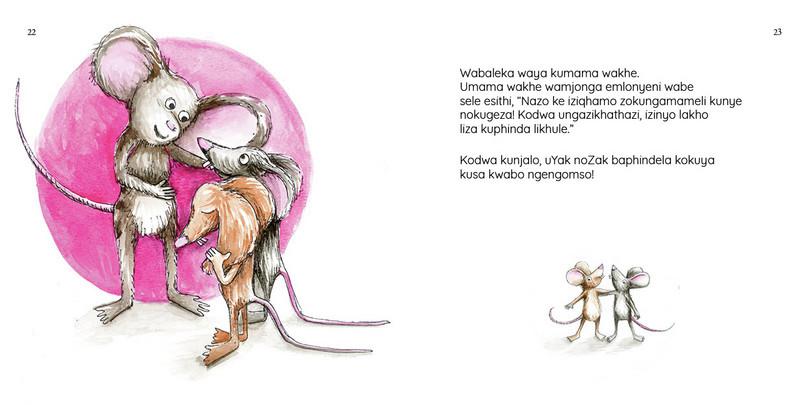 22
23
Wabaleka waya kumama wakhe.
Umama wakhe wamjonga emlonyeni wabe
sele esithi, “Nazo ke iziqhamo zokungamameli kunye
nokugeza! Kodwa ungazikhathazi, izinyo lakho
liza kuphinda likhule.”
Kodwa kunjalo, uYak noZak baphindela kokuya
kusa kwabo ngengomso!